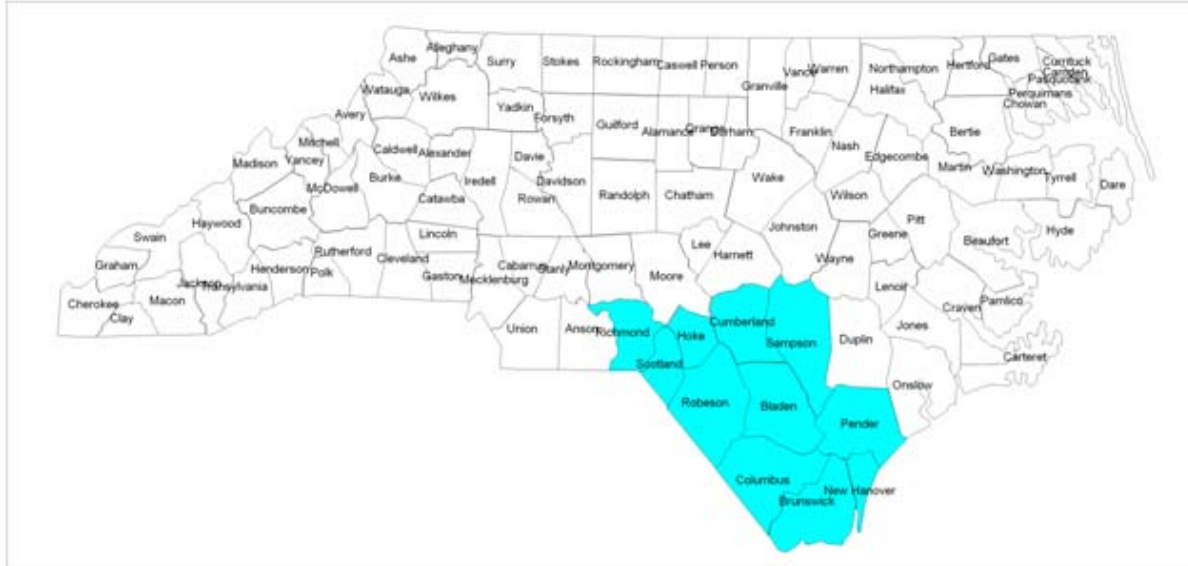 Ashe
Alleghany
Surry
Stokes
Rockingham
Caswell
Person
Granville
Vance
Warren
Northampton
Hertford
Gates
Currituck
Camden
Pasquotank
Perquimans
Chowan
Halifax
Watauga
Wilkes
Yadkin
Forsyth
Guilford
Alamance
Orange
Durham
Franklin
Nash
Edgecombe
Bertie
Martin
Washington
Tyrrell
Dare
Avery
Mitchell
Yancey
Madison
Caldwell
Alexander
Davie
Iredell
Davidson
Rowan
Randolph
Chatham
Wake
Wilson
Pitt
Greene
Beaufort
Hyde
McDowell
Burke
Catawba
Buncombe
Haywood
Swain
Lincoln
Lee
Harnett
Johnston
Wayne
Graham
Jackson
Henderson
Rutherford
Polk
Cleveland
Gaston
Mecklenburg
Cabarrus
Stanly
Montgomery
Moore
Lenoir
Craven
Pamlico
Cherokee
Clay
Macon
Transylvania
Union
Anson
Richmond
Hoke
Cumberland
Sampson
Duplin
Jones
Carteret
Scotland
Onslow
Robeson
Bladen
Pender
Columbus
New Hanover
Brunswick